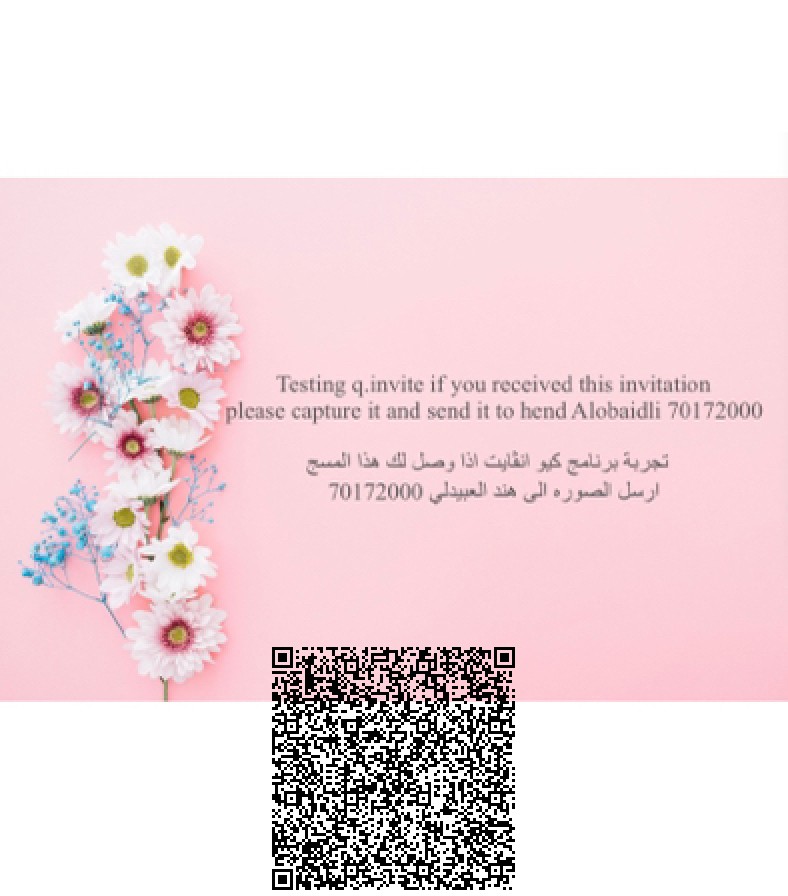 Testing q.invite if you received this invitation
please capture it and send it to hend Alobaidli 70172000
تجربة برنامج كيو انڤايت اذا وصل لك هذا المسج
ارسل الصوره الى هند العبيدلي 70172000